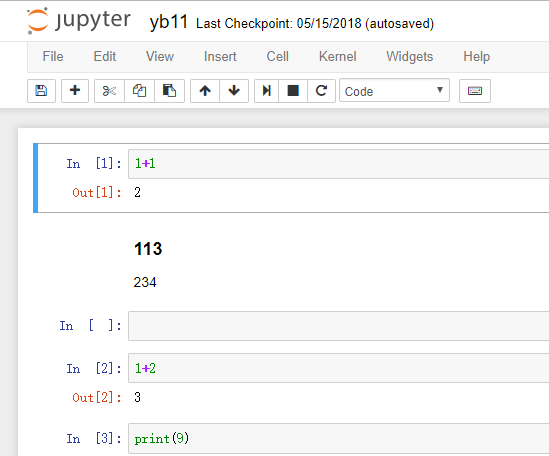 jupyter yb11 Last Checkpoint: 05/15/2018 (autosaved)
File Edit View Insert Cell Kernel Widgets Help
Code
In [1]: 1+1
Out[1]: 2
113
234
In [ ]:
In [2]: 1+2
Out[2]: 3
In [3]: print(9)